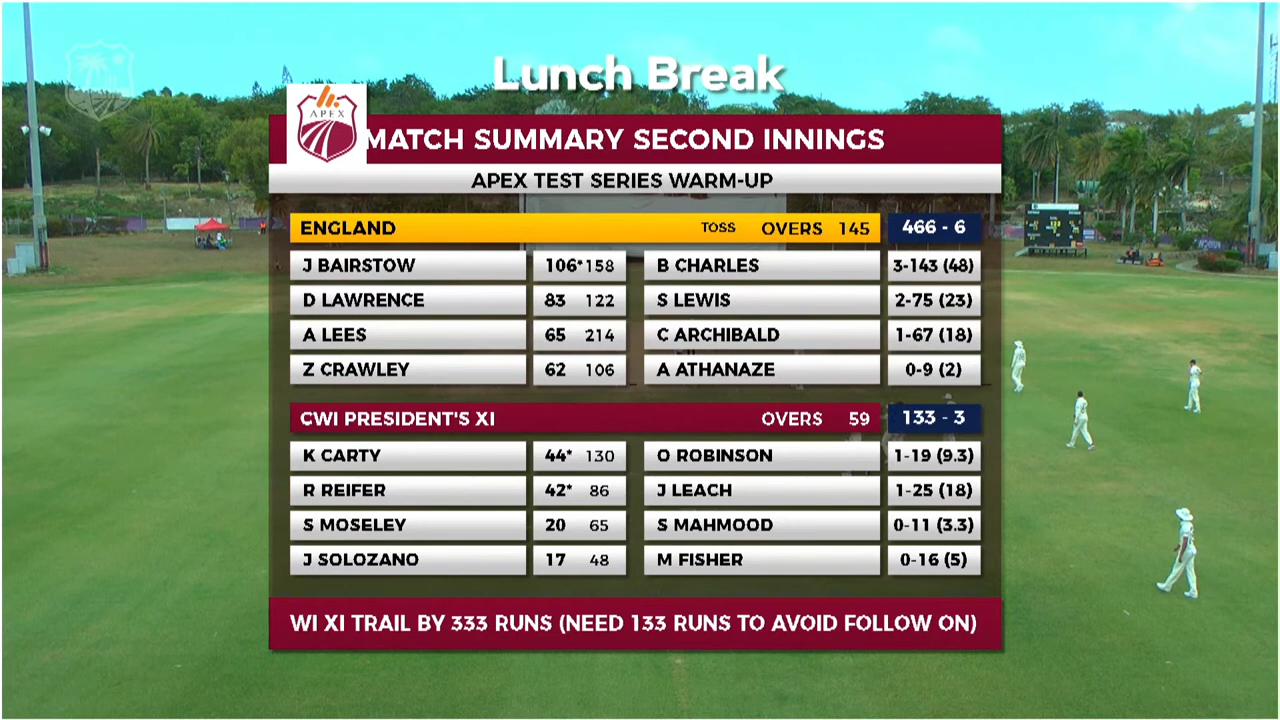 Lunch Break
APEX
MATCH SUMMARY SECOND INNINGS
APEX TEST SERIES WARM-UP
ENGLAND TOSS OVERS 145 466 - 6
J BAIRSTOW 106* 158 B CHARLES 3-143 (48)
D LAWRENCE 83 122 S LEWIS 2-75 (23)
A LEES 65 214 C ARCHIBALD 1-67 (18)
Z CRAWLEY 62 106 A ATHANAZE 0-9 (2)
CWI PRESIDENT'S XI OVERS 59 133 - 3
K CARTY 44* 130 O ROBINSON 1-19 (9.3)
R REIFER 42* 86 J LEACH 1-25 (18)
S MOSELEY 20 65 S MAHMOOD 0-11 (3.3)
J SOLOZANO 17 48 M FISHER 0-16 (5)
WI XI TRAIL BY 333 RUNS (NEED 133 RUNS TO AVOID FOLLOW ON)